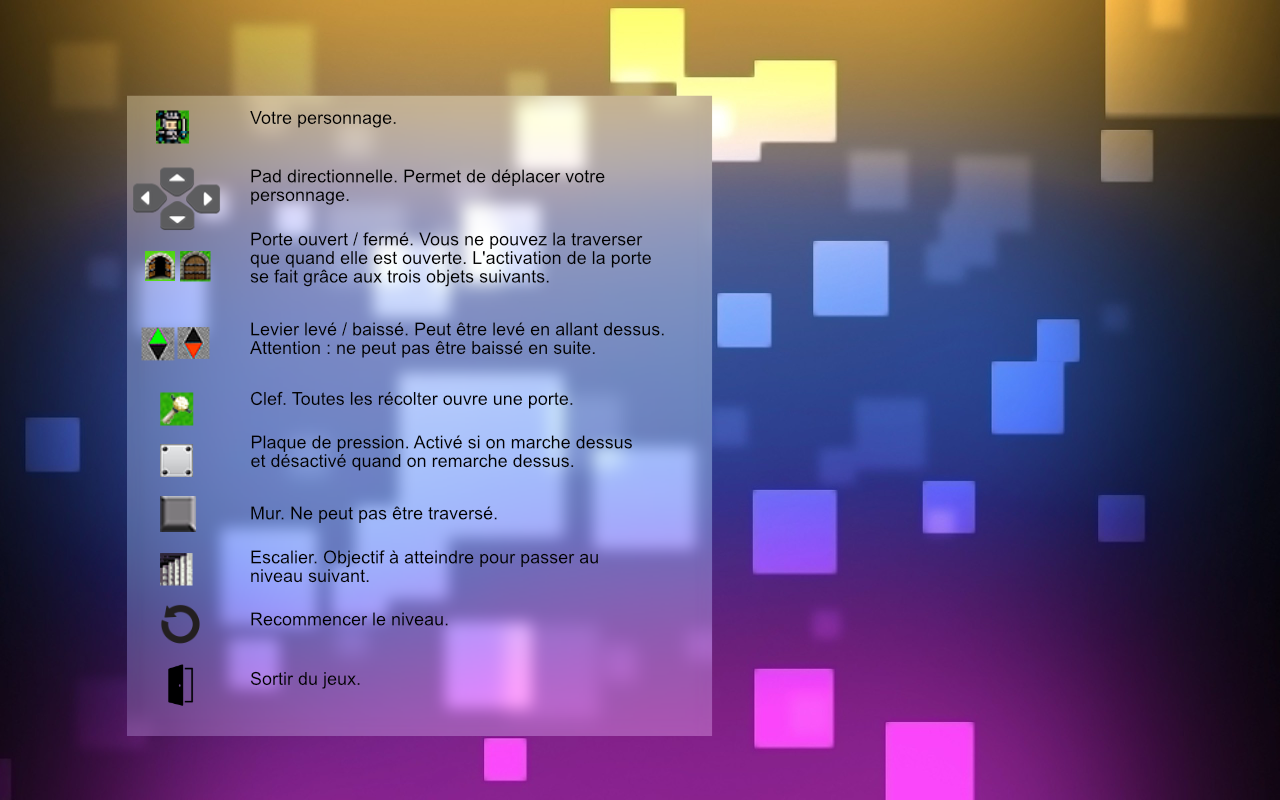 Votre personnage.
Pad directionnelle. Permet de déplacer votre
personnage.
Porte ouvert / fermé. Vous ne pouvez la traverser
que quand elle est ouverte. L'activation de la porte
se fait grâce aux trois objets suivants.
Levier levé / baissé. Peut être levé en allant dessus.
Attention : ne peut pas être baissé en suite.
Clef. Toutes les récolter ouvre une porte.
Plaque de pression. Activé si on marche dessus
et désactivé quand on remarche dessus.
Mur. Ne peut pas être traversé.
Escalier. Objectif à atteindre pour passer au
niveau suivant.
Recommencer le niveau.
Sortir du jeux.